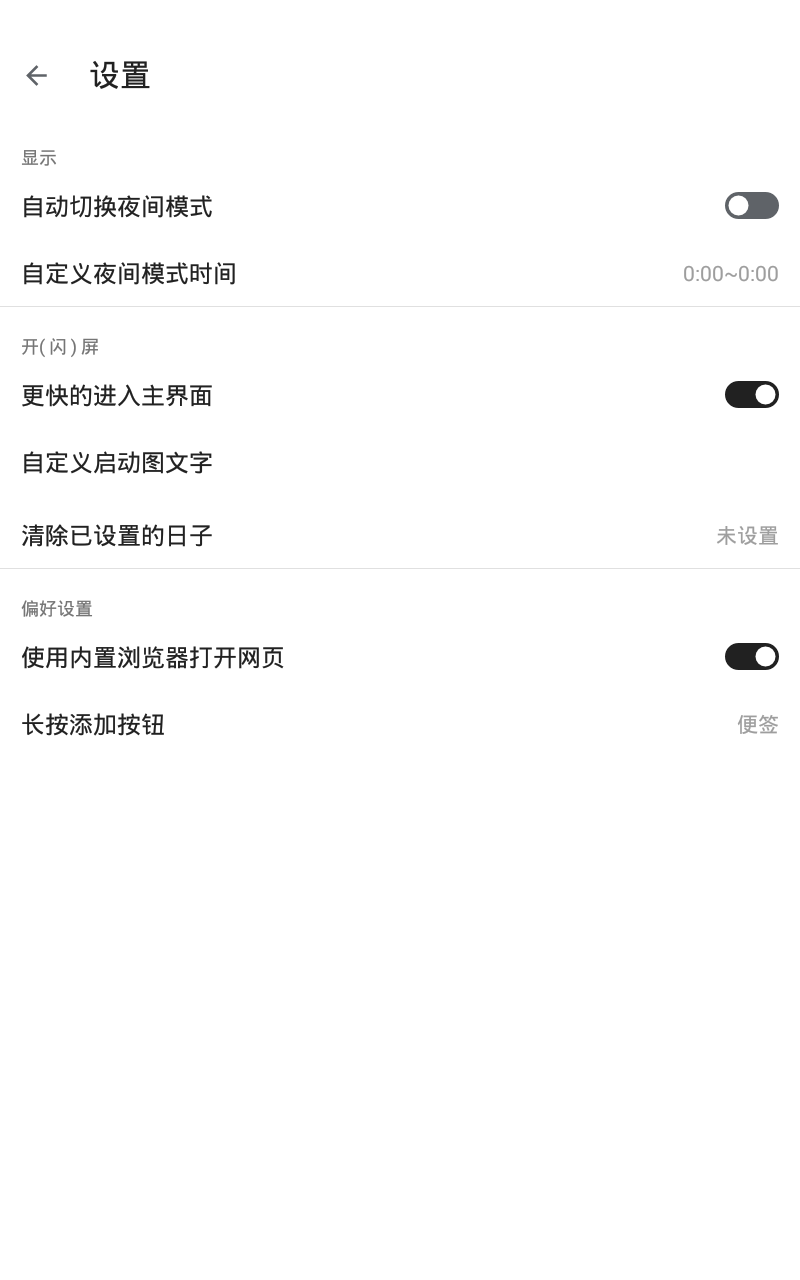 设置
显示
自动切换夜间模式
自定义夜间模式时间 0:00~0:00
开(闪)屏
更快的进入主界面
自定义启动图文字
清除已设置的日子 未设置
偏好设置
使用内置浏览器打开网页
长按添加按钮 便签